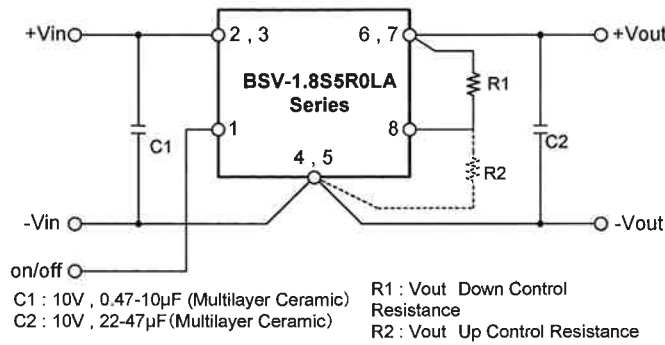 +Vin
2 , 3
6 , 7
+Vout
BSV-1.8S5R0LA
Series
R1
1
8
C1
C2
4 , 5
R2
-Vin
-Vout
on/off
C1 : 10V , 0.47-10μF (Multilayer Ceramic)
C2 : 10V , 22-47μF(Multilayer Ceramic)
R1 : Vout Down Control
Resistance
R2 : Vout Up Control Resistance